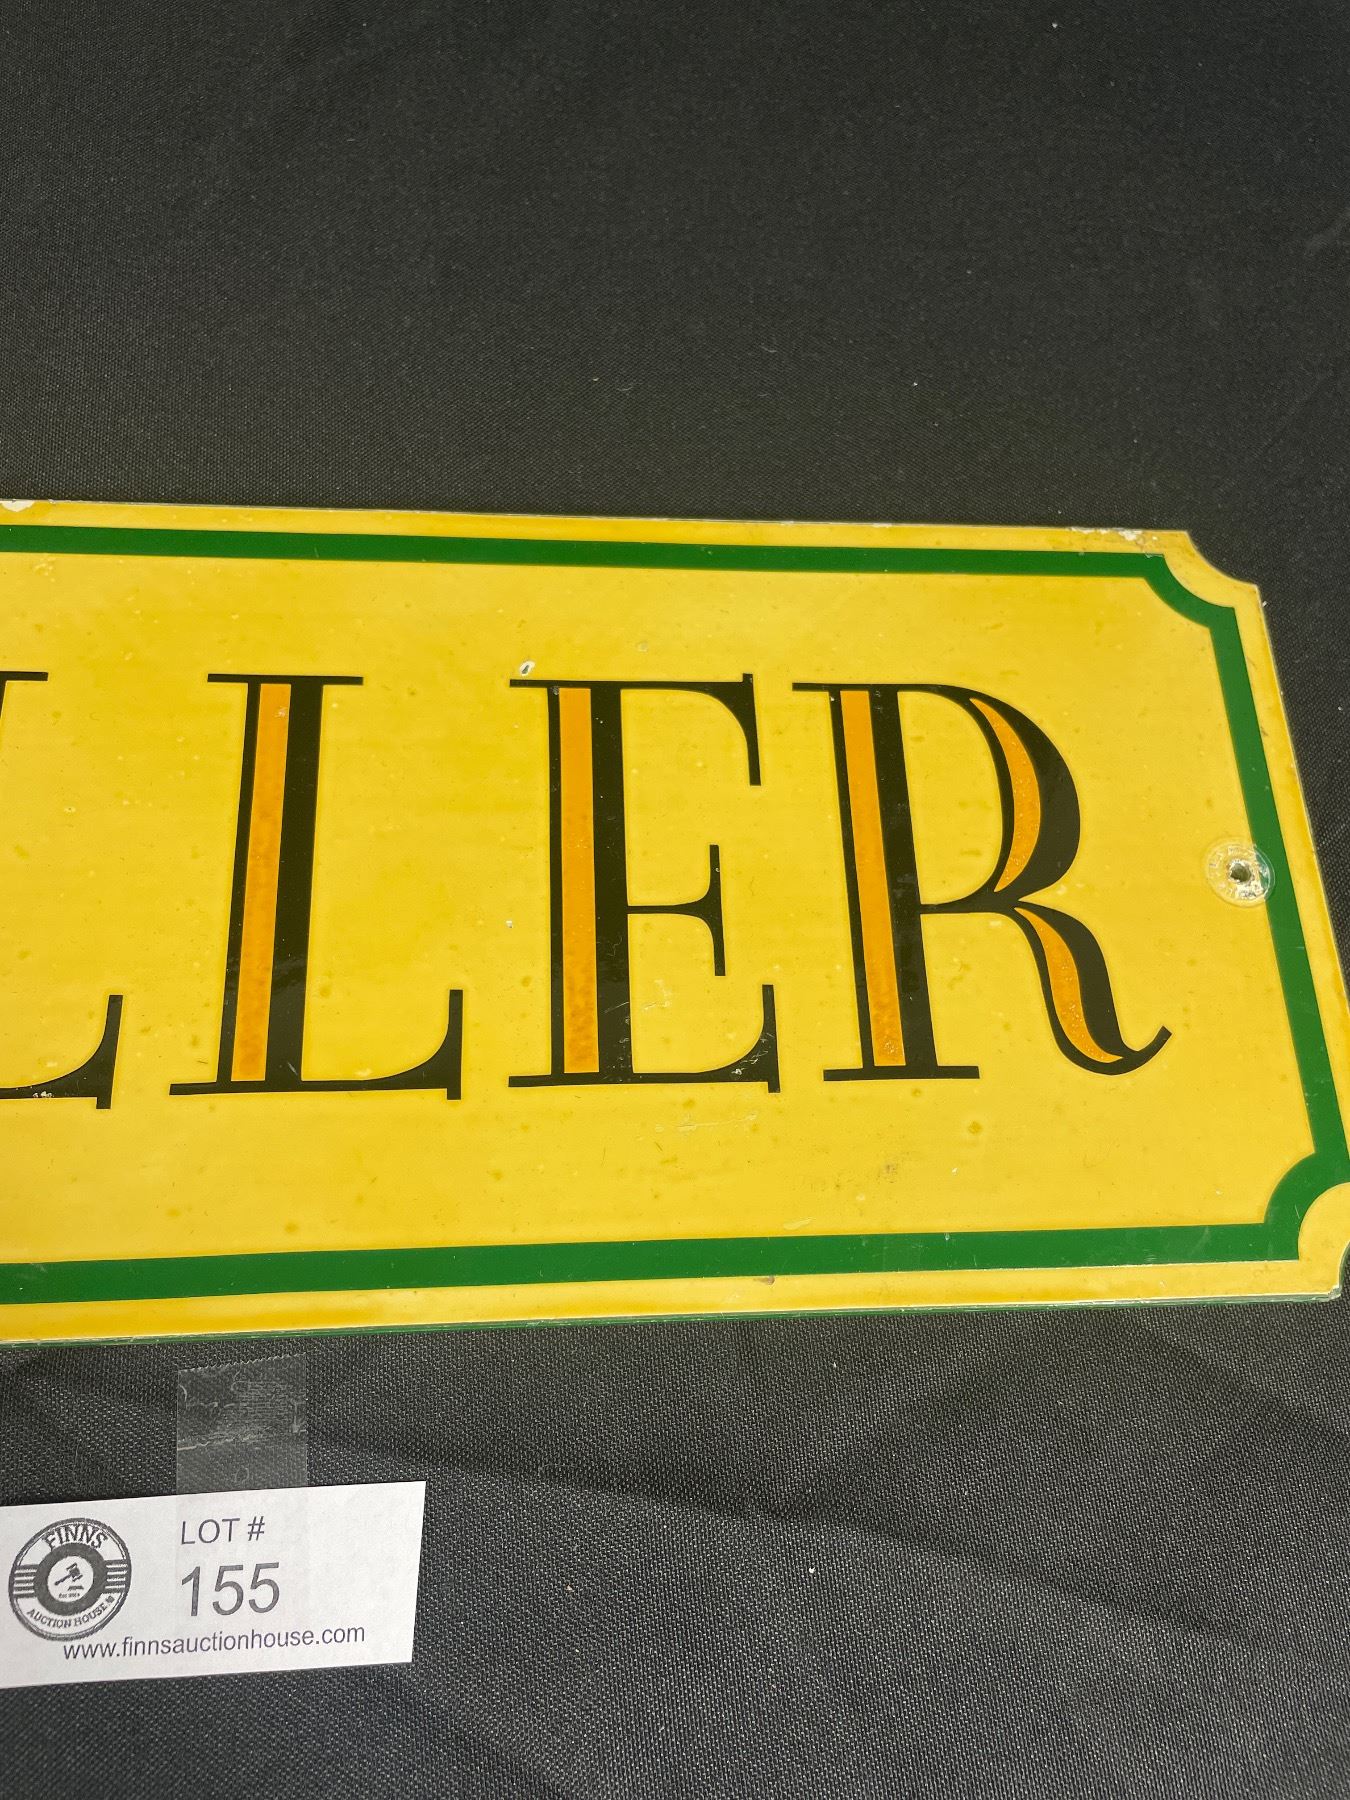 LLER
FINNS
AUCTION HOUSE
LOT #
155
www.finnsauctionhouse.com